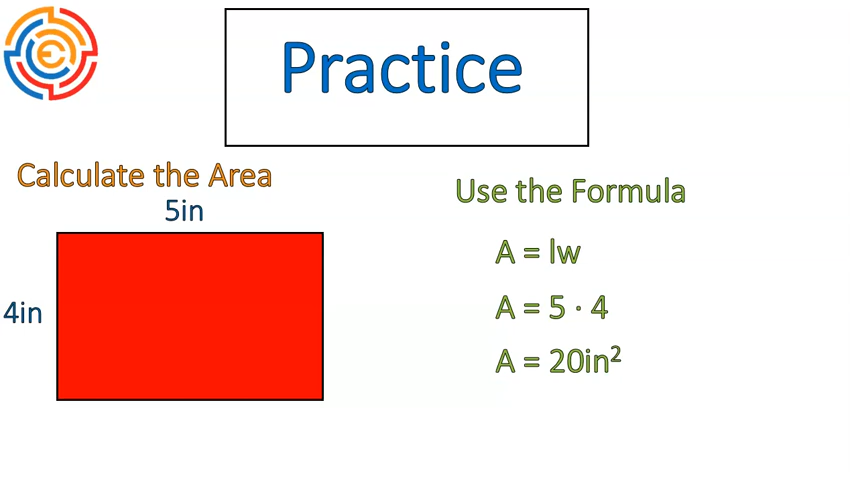 Practice
Calculate the Area
5in
4in
Use the Formula
A = lw
A = 5 · 4
A = 20in²